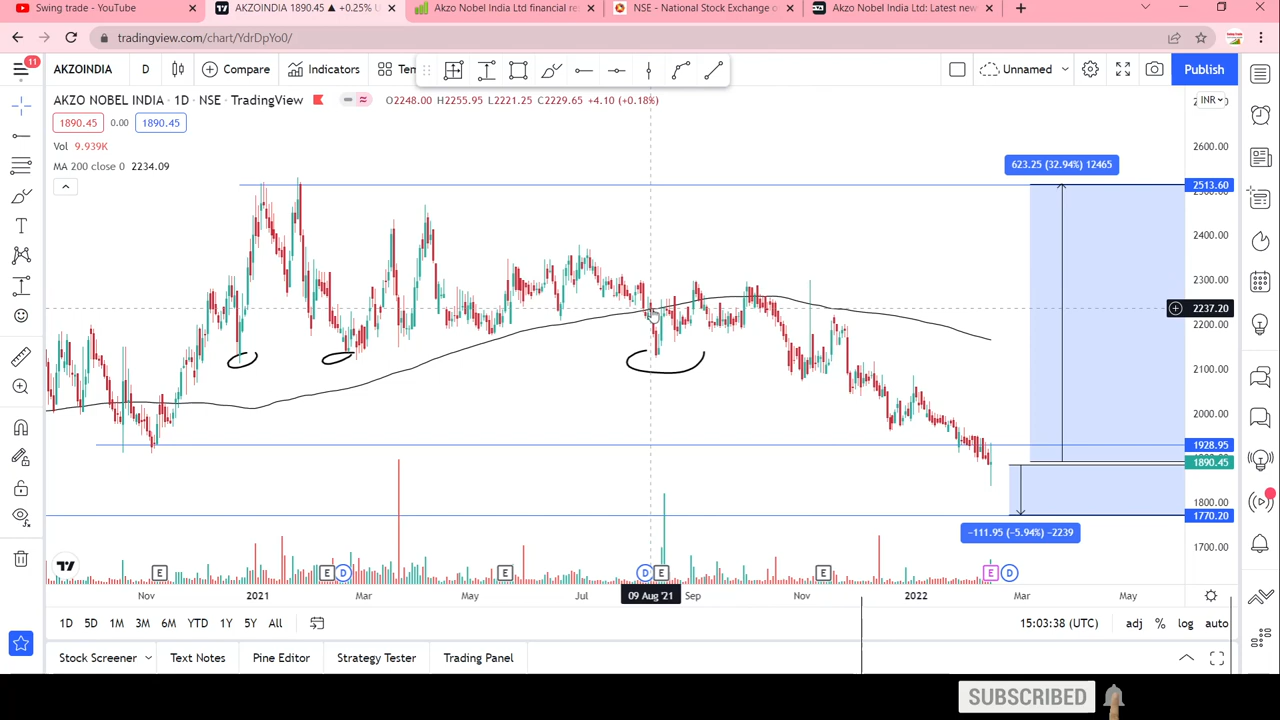 Swing trade - YouTube
AKZOINDIA 1890.45 ▲ +0.25% U
Akzo Nobel India Ltd financial re
NSE - National Stock Exchange o
Akzo Nobel India Ltd: Latest new
tradingview.com/chart/YdrDpYo0/
11
AKZOINDIA
D
Compare
Indicators
Tem
Unnamed
Publish
AKZO NOBEL INDIA · 1D · NSE · TradingView
O2248.00 H2255.95 L2221.25 C2229.65 +4.10 (+0.18%)
INR
1890.45 0.00 1890.45
Vol 9.939K
MA 200 close 0 2234.09
623.25 (32.94%) 12465
2600.00
2513.60
2400.00
2300.00
2237.20
2200.00
2100.00
2000.00
1928.95
1890.45
1800.00
1770.20
1700.00
−111.95 (−5.94%) −2239
E E D E D E E E D
Nov 2021 Mar May Jul 09 Aug '21 Sep Nov 2022 Mar May
1D 5D 1M 3M 6M YTD 1Y 5Y All
15:03:38 (UTC) adj % log auto
Stock Screener Text Notes Pine Editor Strategy Tester Trading Panel
SUBSCRIBED